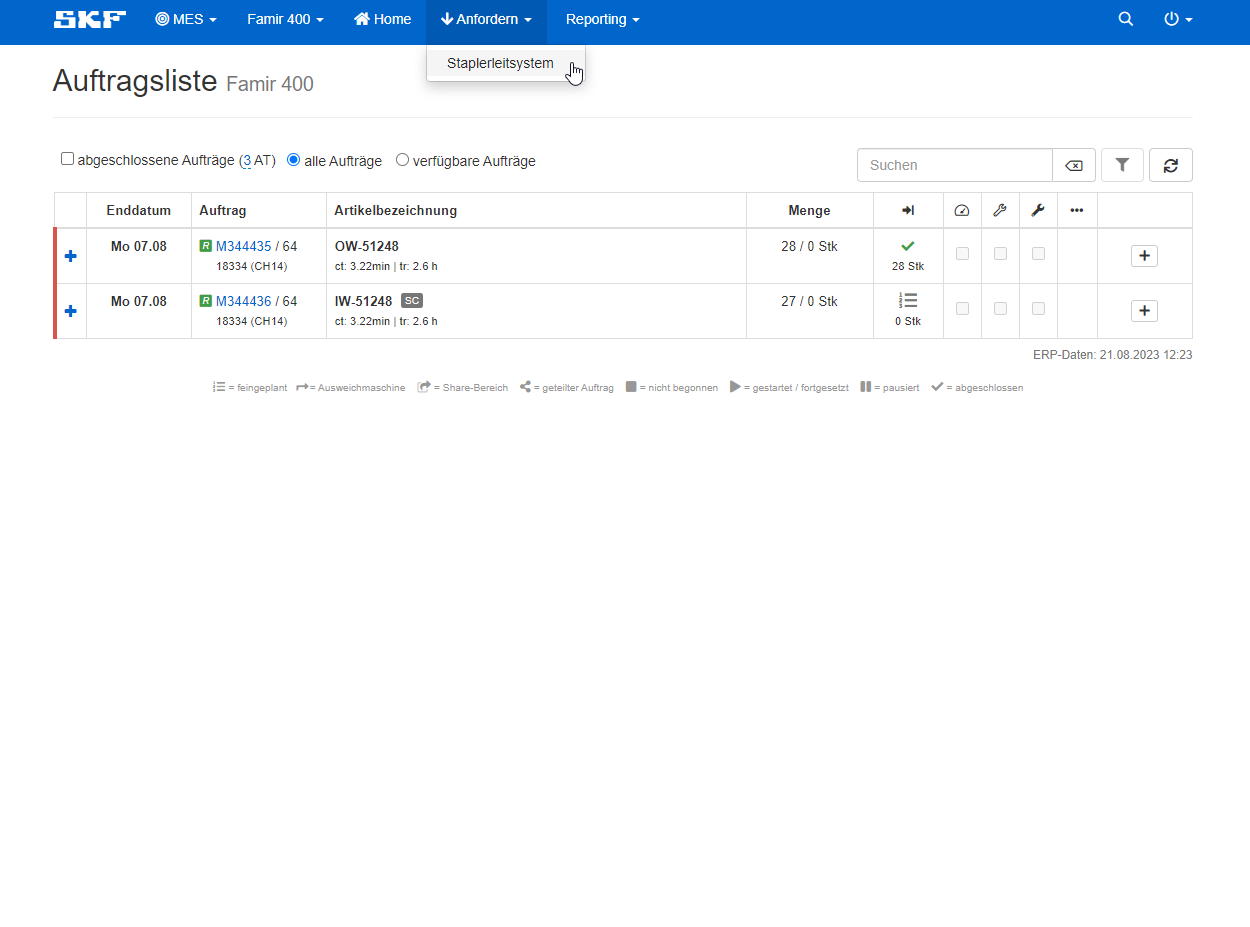 SKF MES Famir 400 Home Anfordern Reporting
Staplerleitsystem
Auftragsliste Famir 400
abgeschlossene Aufträge (3 AT) alle Aufträge verfügbare Aufträge Suchen
Enddatum Auftrag Artikelbezeichnung Menge
Mo 07.08 R M344435 / 64 OW-51248 28 / 0 Stk
18334 (CH14) ct: 3.22min | tr: 2.6 h 28 Stk
Mo 07.08 R M344436 / 64 IW-51248 SC 27 / 0 Stk
18334 (CH14) ct: 3.22min | tr: 2.6 h 0 Stk
ERP-Daten: 21.08.2023 12:23
= feingeplant = Ausweichmaschine = Share-Bereich = geteilter Auftrag = nicht begonnen = gestartet / fortgesetzt = pausiert = abgeschlossen